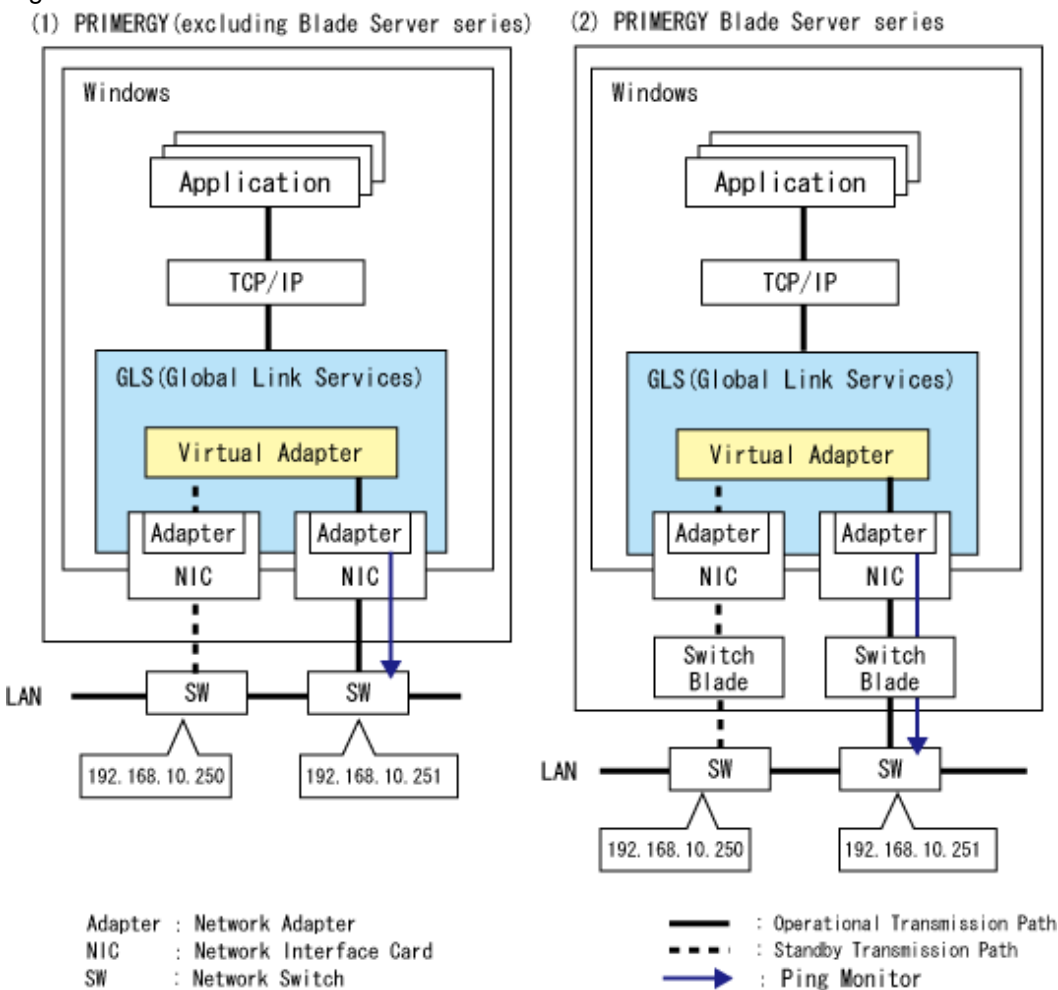 (1) PRIMERGY(excluding Blade Server series)
Windows
Application
TCP/IP
GLS(Global Link Services)
Virtual Adapter
Adapter
Adapter
NIC
NIC
LAN
SW
SW
192.168.10.250
192.168.10.251
(2) PRIMERGY Blade Server series
Windows
Application
TCP/IP
GLS(Global Link Services)
Virtual Adapter
Adapter
Adapter
NIC
NIC
Switch
Blade
Switch
Blade
LAN
SW
SW
192.168.10.250
192.168.10.251
Adapter : Network Adapter
NIC : Network Interface Card
SW : Network Switch
: Operational Transmission Path
: Standby Transmission Path
: Ping Monitor